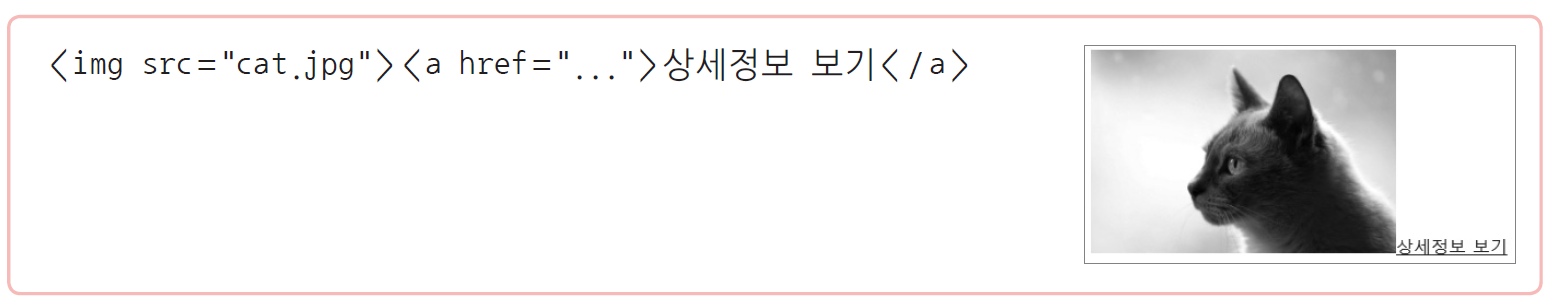 <img src="cat.jpg"><a href="...">상세정보 보기</a>
상세정보 보기